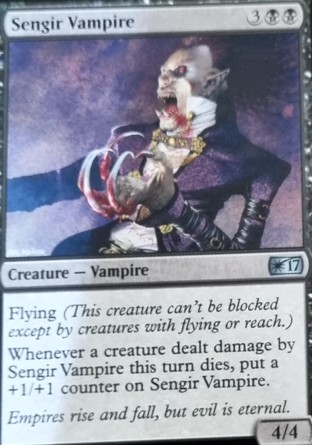 Sengir Vampire 3
Creature — Vampire 17
Flying (This creature can't be blocked
except by creatures with flying or reach.)
Whenever a creature dealt damage by
Sengir Vampire this turn dies, put a
+1/+1 counter on Sengir Vampire.
Empires rise and fall, but evil is eternal.
4/4